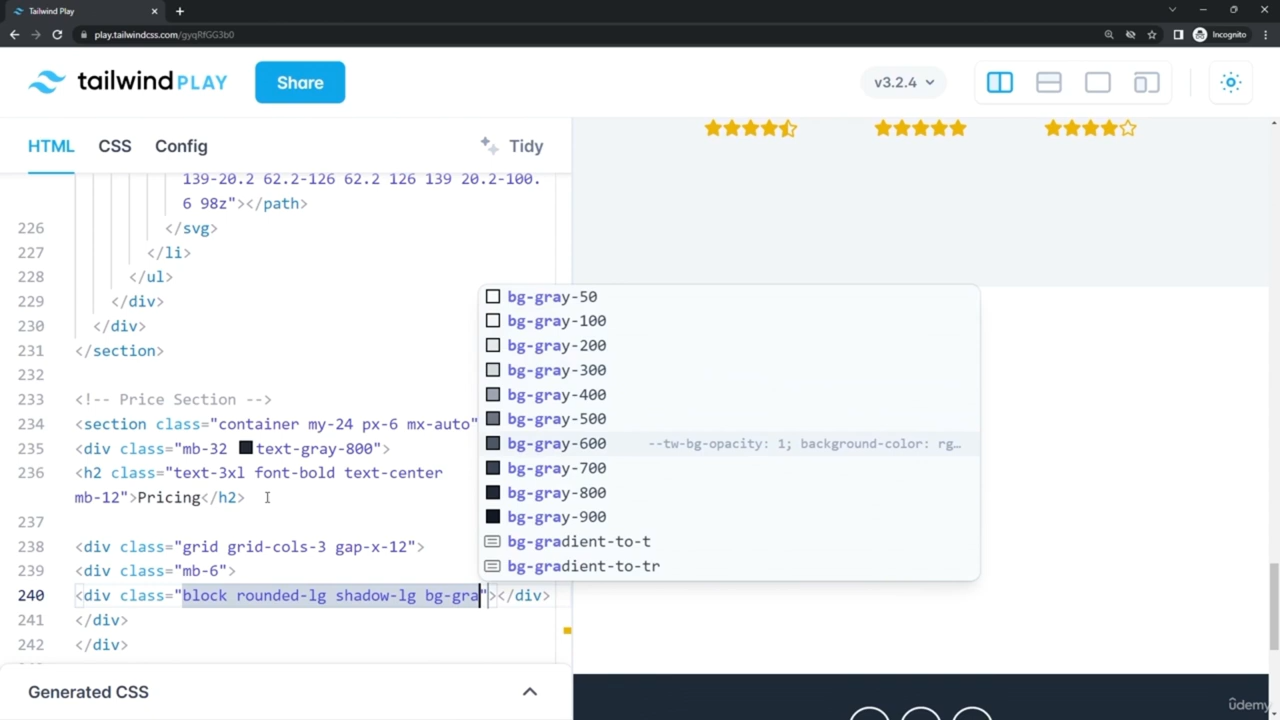 Tailwind Play
play.tailwindcss.com/gyqRfGG3b0
Incognito
tailwindPLAY
Share
v3.2.4
HTML CSS Config
Tidy
139-20.2 62.2-126 62.2 126 139 20.2-100.
6 98z"></path>
226 </svg>
227 </li>
228 </ul>
229 </div>
230 </div>
231 </section>
232
233 <!-- Price Section -->
234 <section class="container my-24 px-6 mx-auto"
235 <div class="mb-32 text-gray-800">
236 <h2 class="text-3xl font-bold text-center
mb-12">Pricing</h2>
237
238 <div class="grid grid-cols-3 gap-x-12">
239 <div class="mb-6">
240 <div class="block rounded-lg shadow-lg bg-gra"></div>
241 </div>
242 </div>
bg-gray-50
bg-gray-100
bg-gray-200
bg-gray-300
bg-gray-400
bg-gray-500
bg-gray-600 --tw-bg-opacity: 1; background-color: rg…
bg-gray-700
bg-gray-800
bg-gray-900
bg-gradient-to-t
bg-gradient-to-tr
Generated CSS
ûdemy